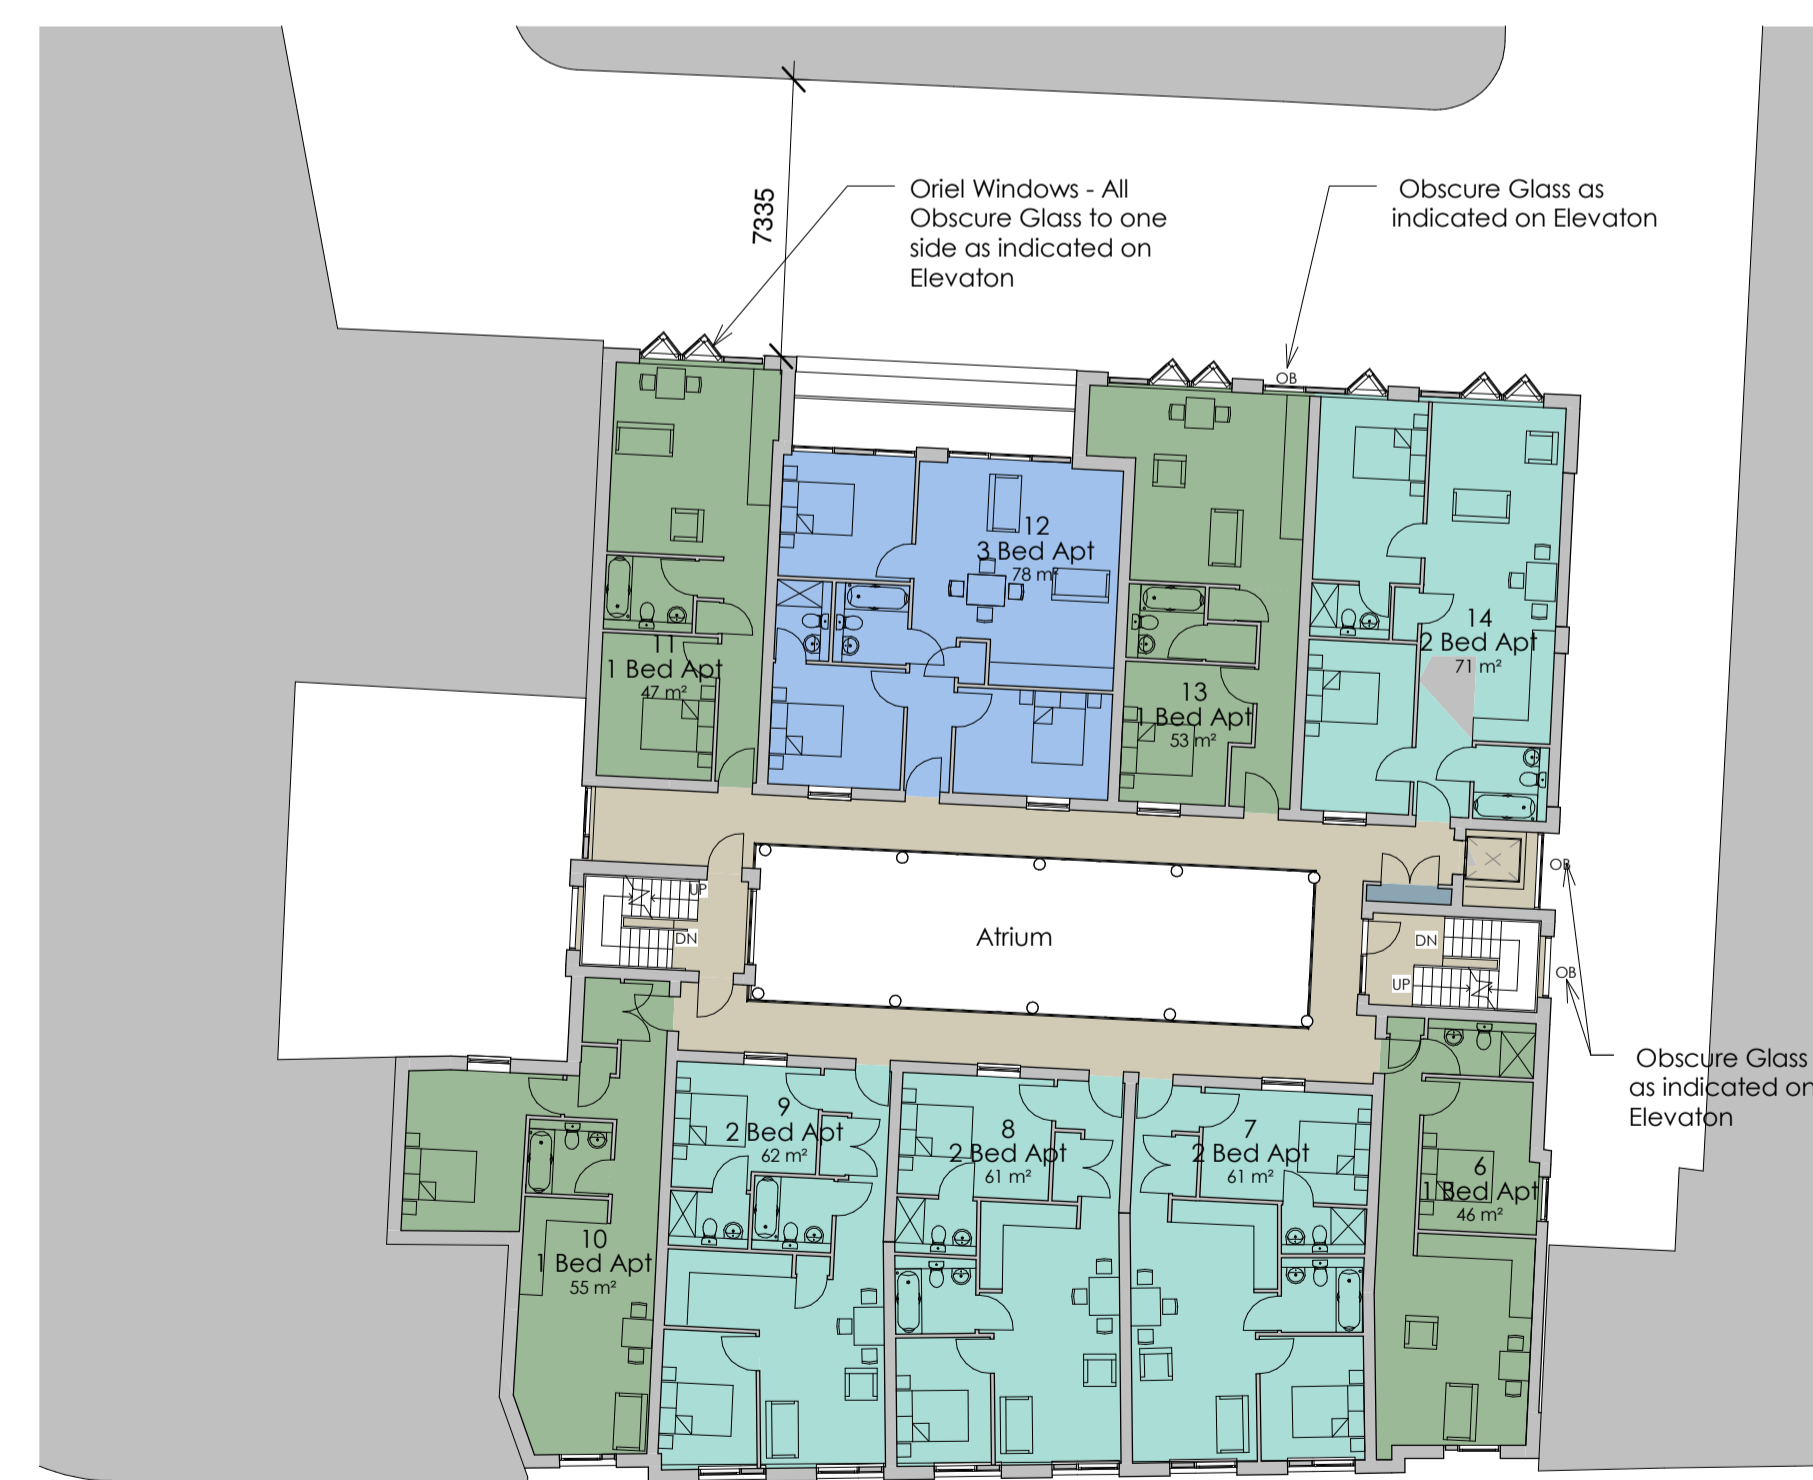 7335
Oriel Windows - All
Obscure Glass to one
side as indicated on
Elevaton
Obscure Glass as
indicated on Elevaton
OB
12
3 Bed Apt
78 m²
14
2 Bed Apt
71 m²
11
1 Bed Apt
47 m²
13
1 Bed Apt
53 m²
OB
UP
DN
Atrium
DN
UP
OB
Obscure Glass
as indicated on
Elevaton
9
2 Bed Apt
62 m²
8
2 Bed Apt
61 m²
7
2 Bed Apt
61 m²
6
1 Bed Apt
46 m²
10
1 Bed Apt
55 m²